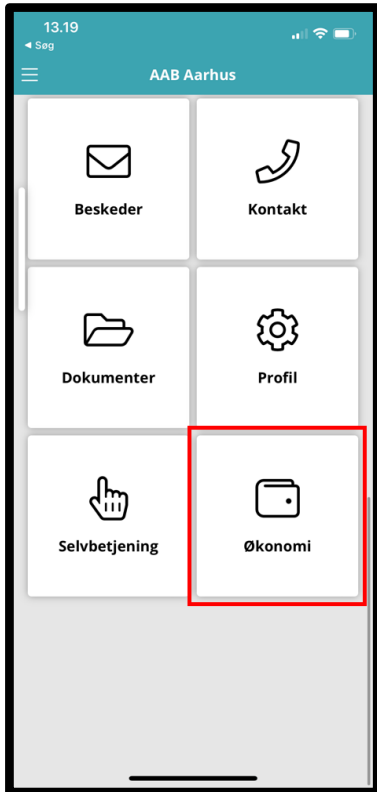 13.19
◀ Søg
AAB Aarhus
Beskeder
Kontakt
Dokumenter
Profil
Selvbetjening
Økonomi